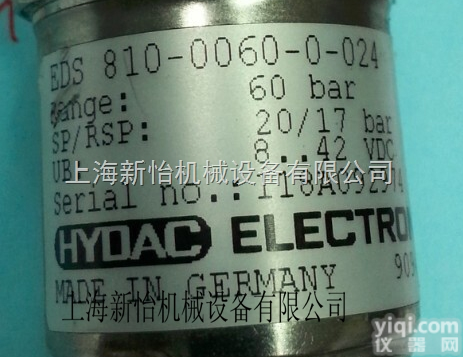 EDS 810-0060-0-024
Range: 60 bar
SP/RSP: 20/17 bar
UB: 8..42 VDC
上海新怡机械设备有限公司
Serial no.:
HYDAC ELECTRON
MADE IN GERMANY 909
上海新怡机械设备有限公司
yiqi.com
仪器网